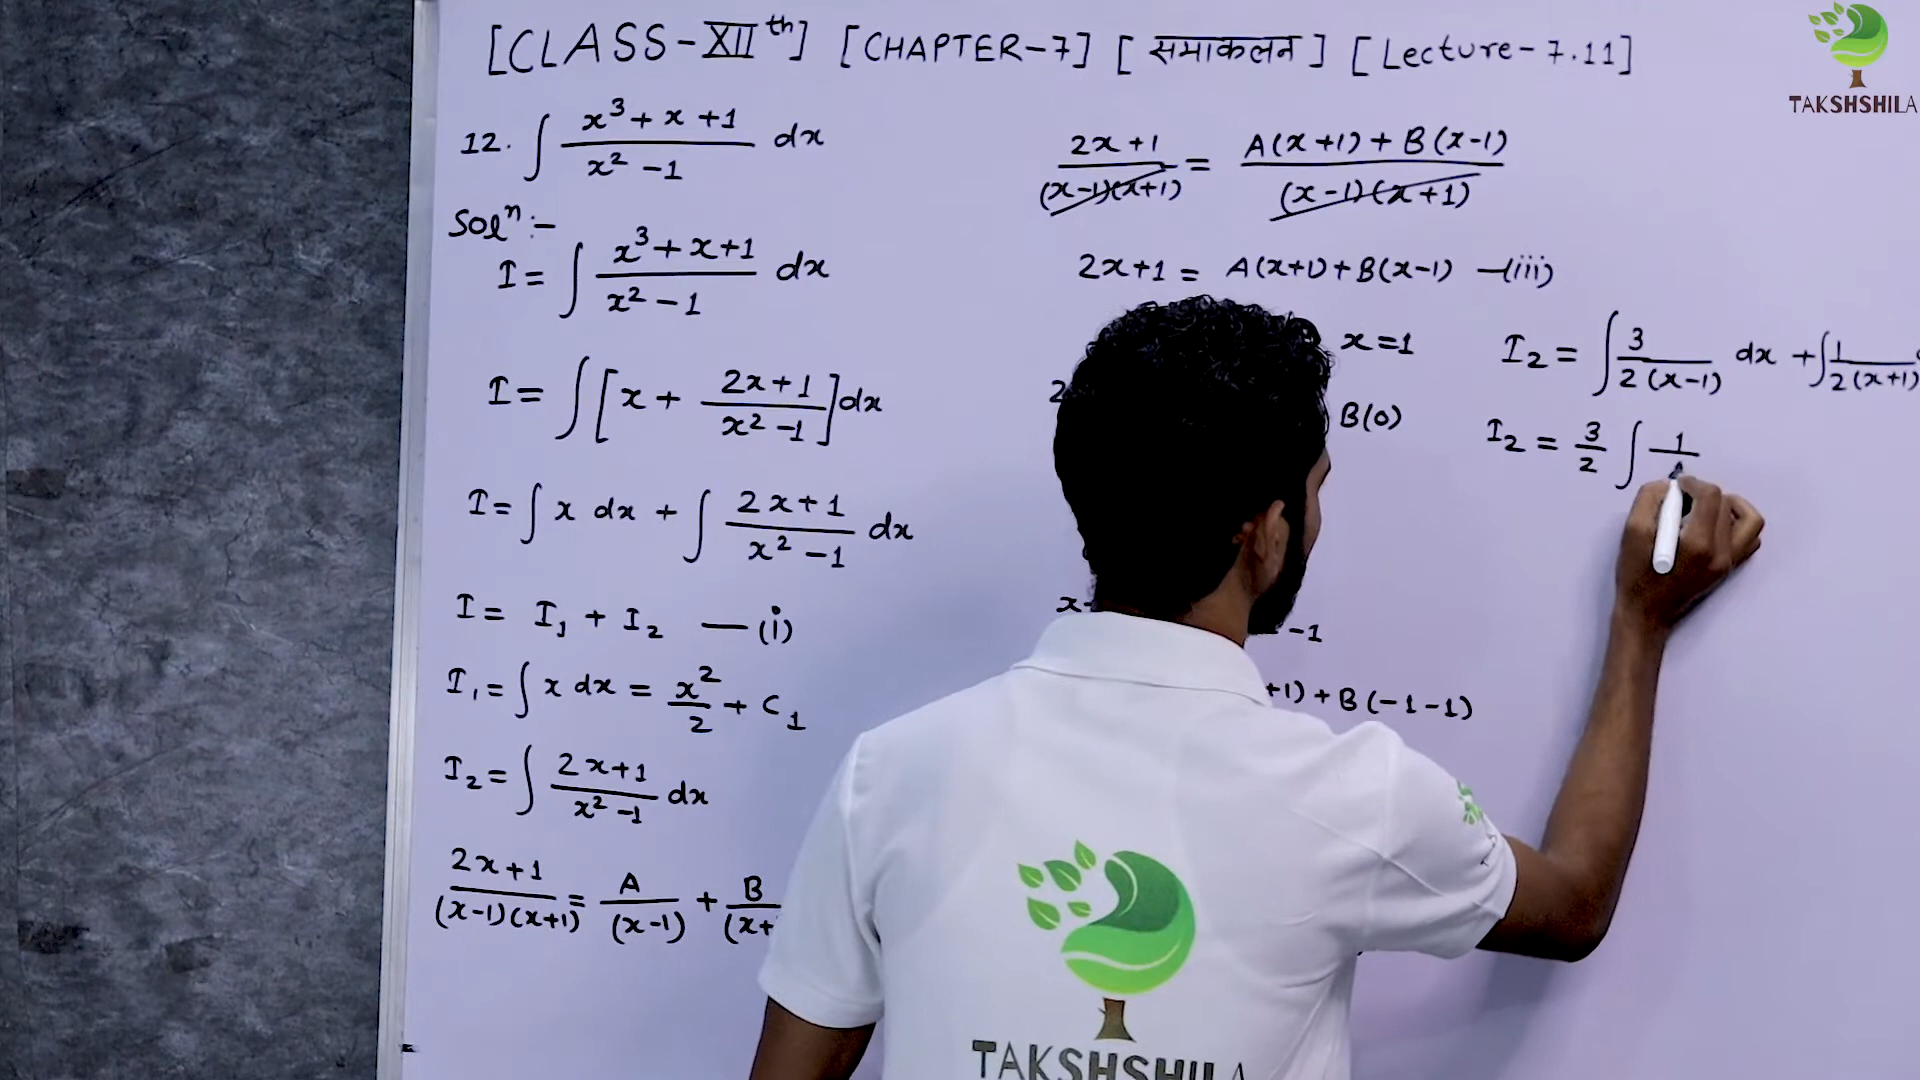 [CLASS-XIIth] [CHAPTER-7] [समाकलन] [Lecture-7.11]
TAKSHSHILA
12. ∫ (x³+x+1)/(x²-1) dx
Solⁿ:-
I = ∫ (x³+x+1)/(x²-1) dx
I = ∫ [x + (2x+1)/(x²-1)] dx
I = ∫ x dx + ∫ (2x+1)/(x²-1) dx
I = I₁ + I₂ —(i)
I₁ = ∫ x dx = x²/2 + C₁
I₂ = ∫ (2x+1)/(x²-1) dx
(2x+1)/((x-1)(x+1)) = A/(x-1) + B/(x+
(2x+1)/((x-1)(x+1)) = (A(x+1)+B(x-1))/((x-1)(x+1))
2x+1 = A(x+1)+B(x-1) —(iii)
x=1
2
B(0)
x
-1
+1)+B(-1-1)
I₂ = ∫ 3/(2(x-1)) dx + ∫ 1/(2(x+1))
I₂ = 3/2 ∫ 1/
TAKSHSHILA